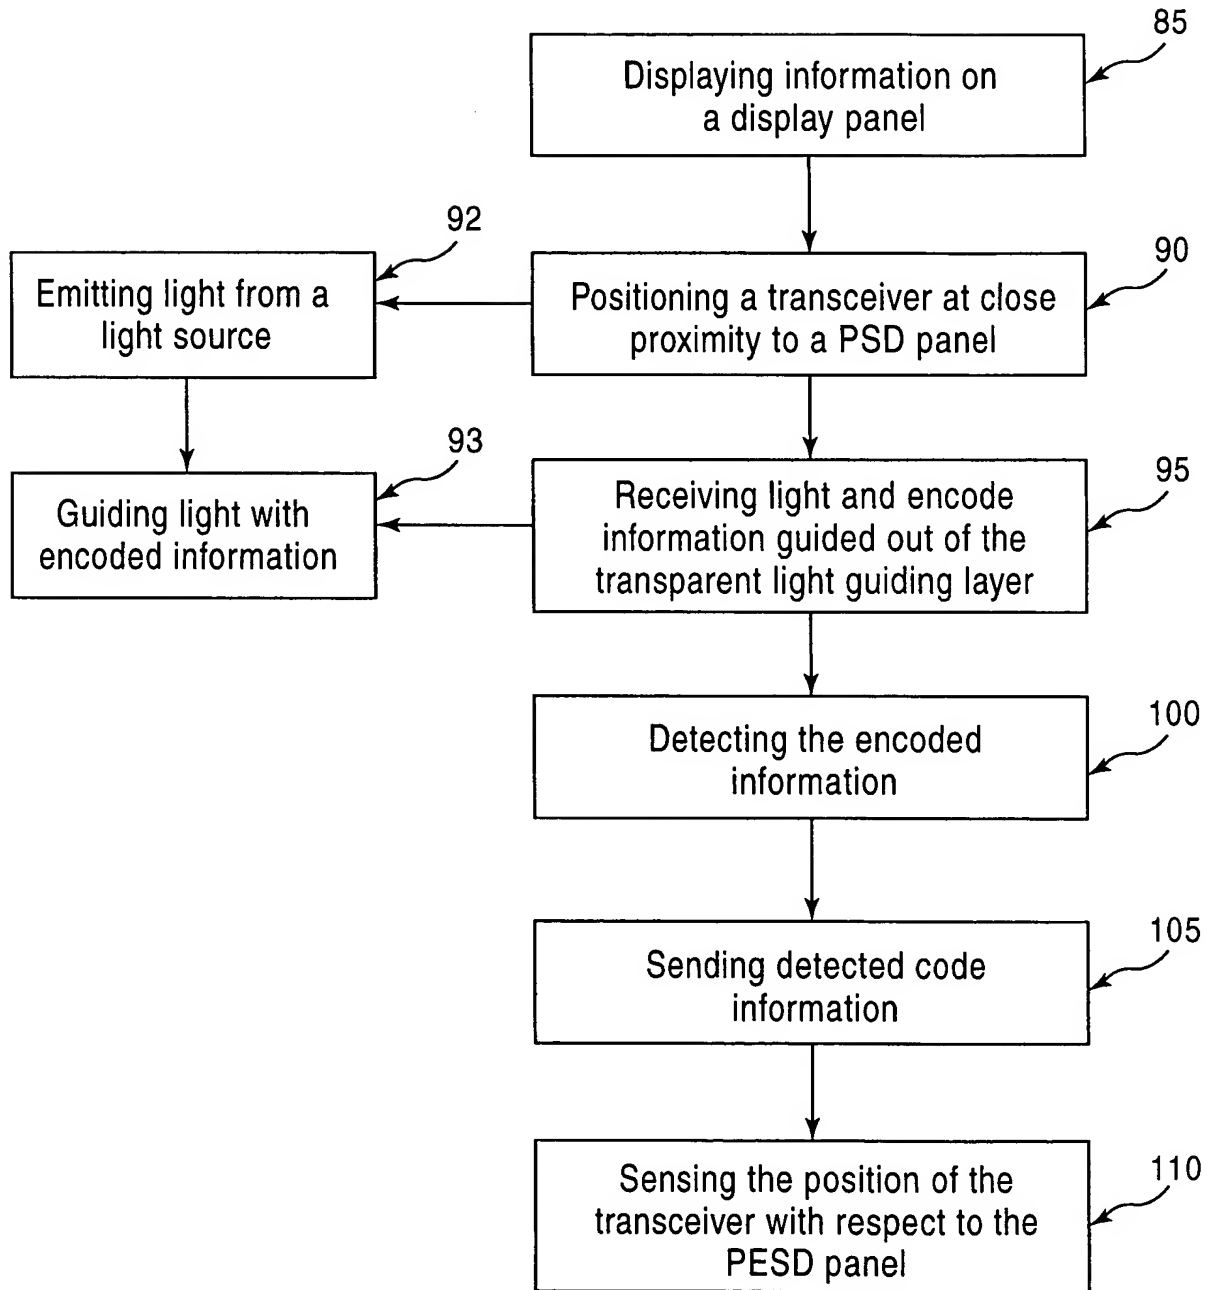 85
Displaying information on
a display panel
92
Emitting light from a
light source
90
Positioning a transceiver at close
proximity to a PSD panel
93
Guiding light with
encoded information
95
Receiving light and encode
information guided out of the
transparent light guiding layer
100
Detecting the encoded
information
105
Sending detected code
information
110
Sensing the position of the
transceiver with respect to the
PESD panel